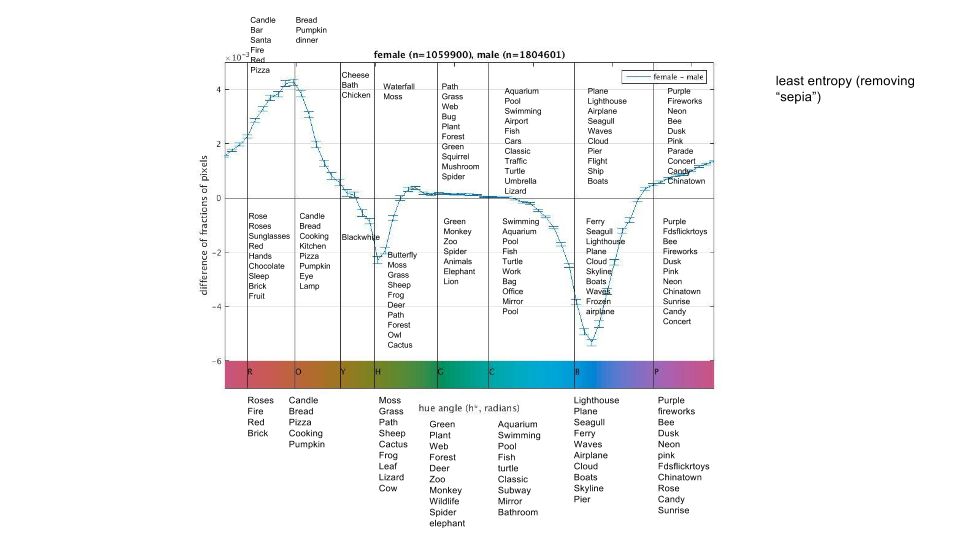 Candle
Bar
Santa
Fire
Red
Pizza
Bread
Pumpkin
dinner
female (n=1059900), male (n=1804601)
×10⁻³
female – male
least entropy (removing
“sepia”)
Cheese
Bath
Chicken
Waterfall
Moss
Path
Grass
Web
Bug
Plant
Forest
Green
Squirrel
Mushroom
Spider
Aquarium
Pool
Swimming
Airport
Fish
Cars
Classic
Traffic
Turtle
Umbrella
Lizard
Plane
Lighthouse
Airplane
Seagull
Waves
Cloud
Pier
Flight
Ship
Boats
Purple
Fireworks
Neon
Bee
Dusk
Pink
Parade
Concert
Candy
Chinatown
4
2
0
−2
−4
−6
difference of fractions of pixels
Rose
Roses
Sunglasses
Red
Hands
Chocolate
Sleep
Brick
Fruit
Candle
Bread
Cooking
Kitchen
Pizza
Pumpkin
Eye
Lamp
Blackwhite
Butterfly
Moss
Grass
Sheep
Frog
Deer
Path
Forest
Owl
Cactus
Green
Monkey
Zoo
Spider
Animals
Elephant
Lion
Swimming
Aquarium
Pool
Fish
Turtle
Work
Bag
Office
Mirror
Pool
Ferry
Seagull
Lighthouse
Plane
Cloud
Skyline
Boats
Waves
Frozen
airplane
Purple
Fdsflickrtoys
Bee
Fireworks
Dusk
Pink
Neon
Chinatown
Sunrise
Candy
Concert
R O Y H G C B P
hue angle (h*, radians)
Roses
Fire
Red
Brick
Candle
Bread
Pizza
Cooking
Pumpkin
Moss
Grass
Path
Sheep
Cactus
Frog
Leaf
Lizard
Cow
Green
Plant
Web
Forest
Deer
Zoo
Monkey
Wildlife
Spider
elephant
Aquarium
Swimming
Pool
Fish
turtle
Classic
Subway
Mirror
Bathroom
Lighthouse
Plane
Seagull
Ferry
Waves
Airplane
Cloud
Boats
Skyline
Pier
Purple
fireworks
Bee
Dusk
Neon
pink
Fdsflickrtoys
Chinatown
Rose
Candy
Sunrise